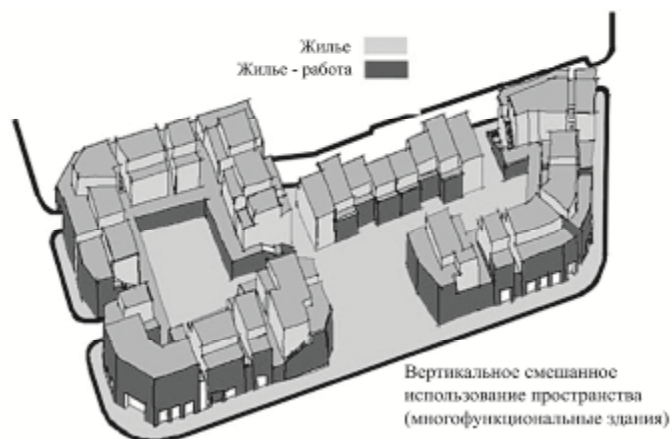 Жилье
Жилье - работа
Вертикальное смешанное
использование пространства
(многофункциональные здания)